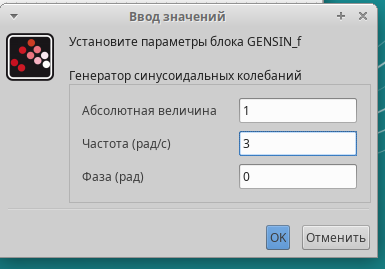 Ввод значений
Установите параметры блока GENSIN_f
Генератор синусоидальных колебаний
Абсолютная величина 1
Частота (рад/с) 3
Фаза (рад) 0
OK Отменить